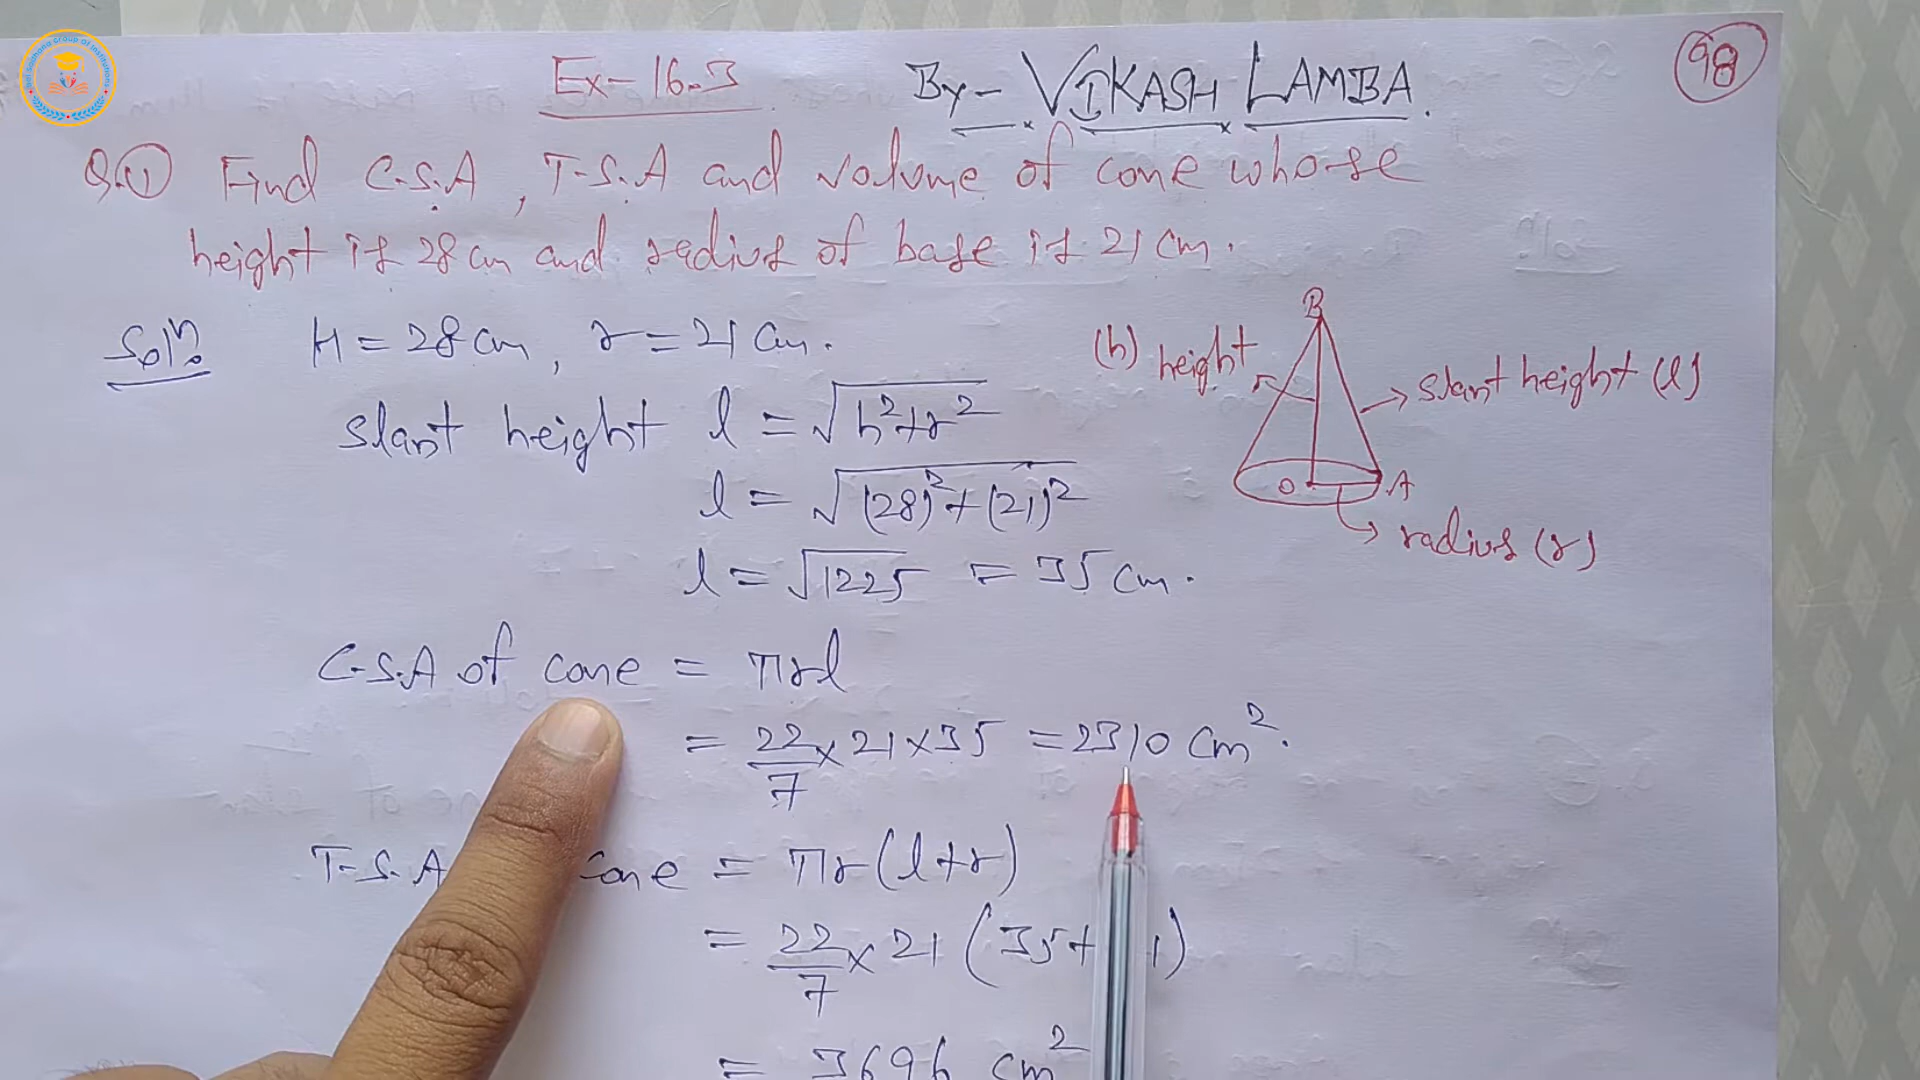 Ex-16.3 By- VIKASH LAMBA. 98
Q.(1) Find C.S.A, T.S.A and volume of cone whose
height is 28 cm and radius of base is 21 cm.
Soln. H = 28 cm, r = 21 cm.
B
(h) height
slant height (l)
O A
radius (r)
slant height l = √h²+r²
l = √(28)²+(21)²
l = √1225 = 35 cm.
C.S.A of cone = πrl
= 22/7 × 21 × 35 = 2310 cm².
T.S.A cone = πr(l+r)
= 22/7 × 21 (35+ 1)
= 3696 cm²